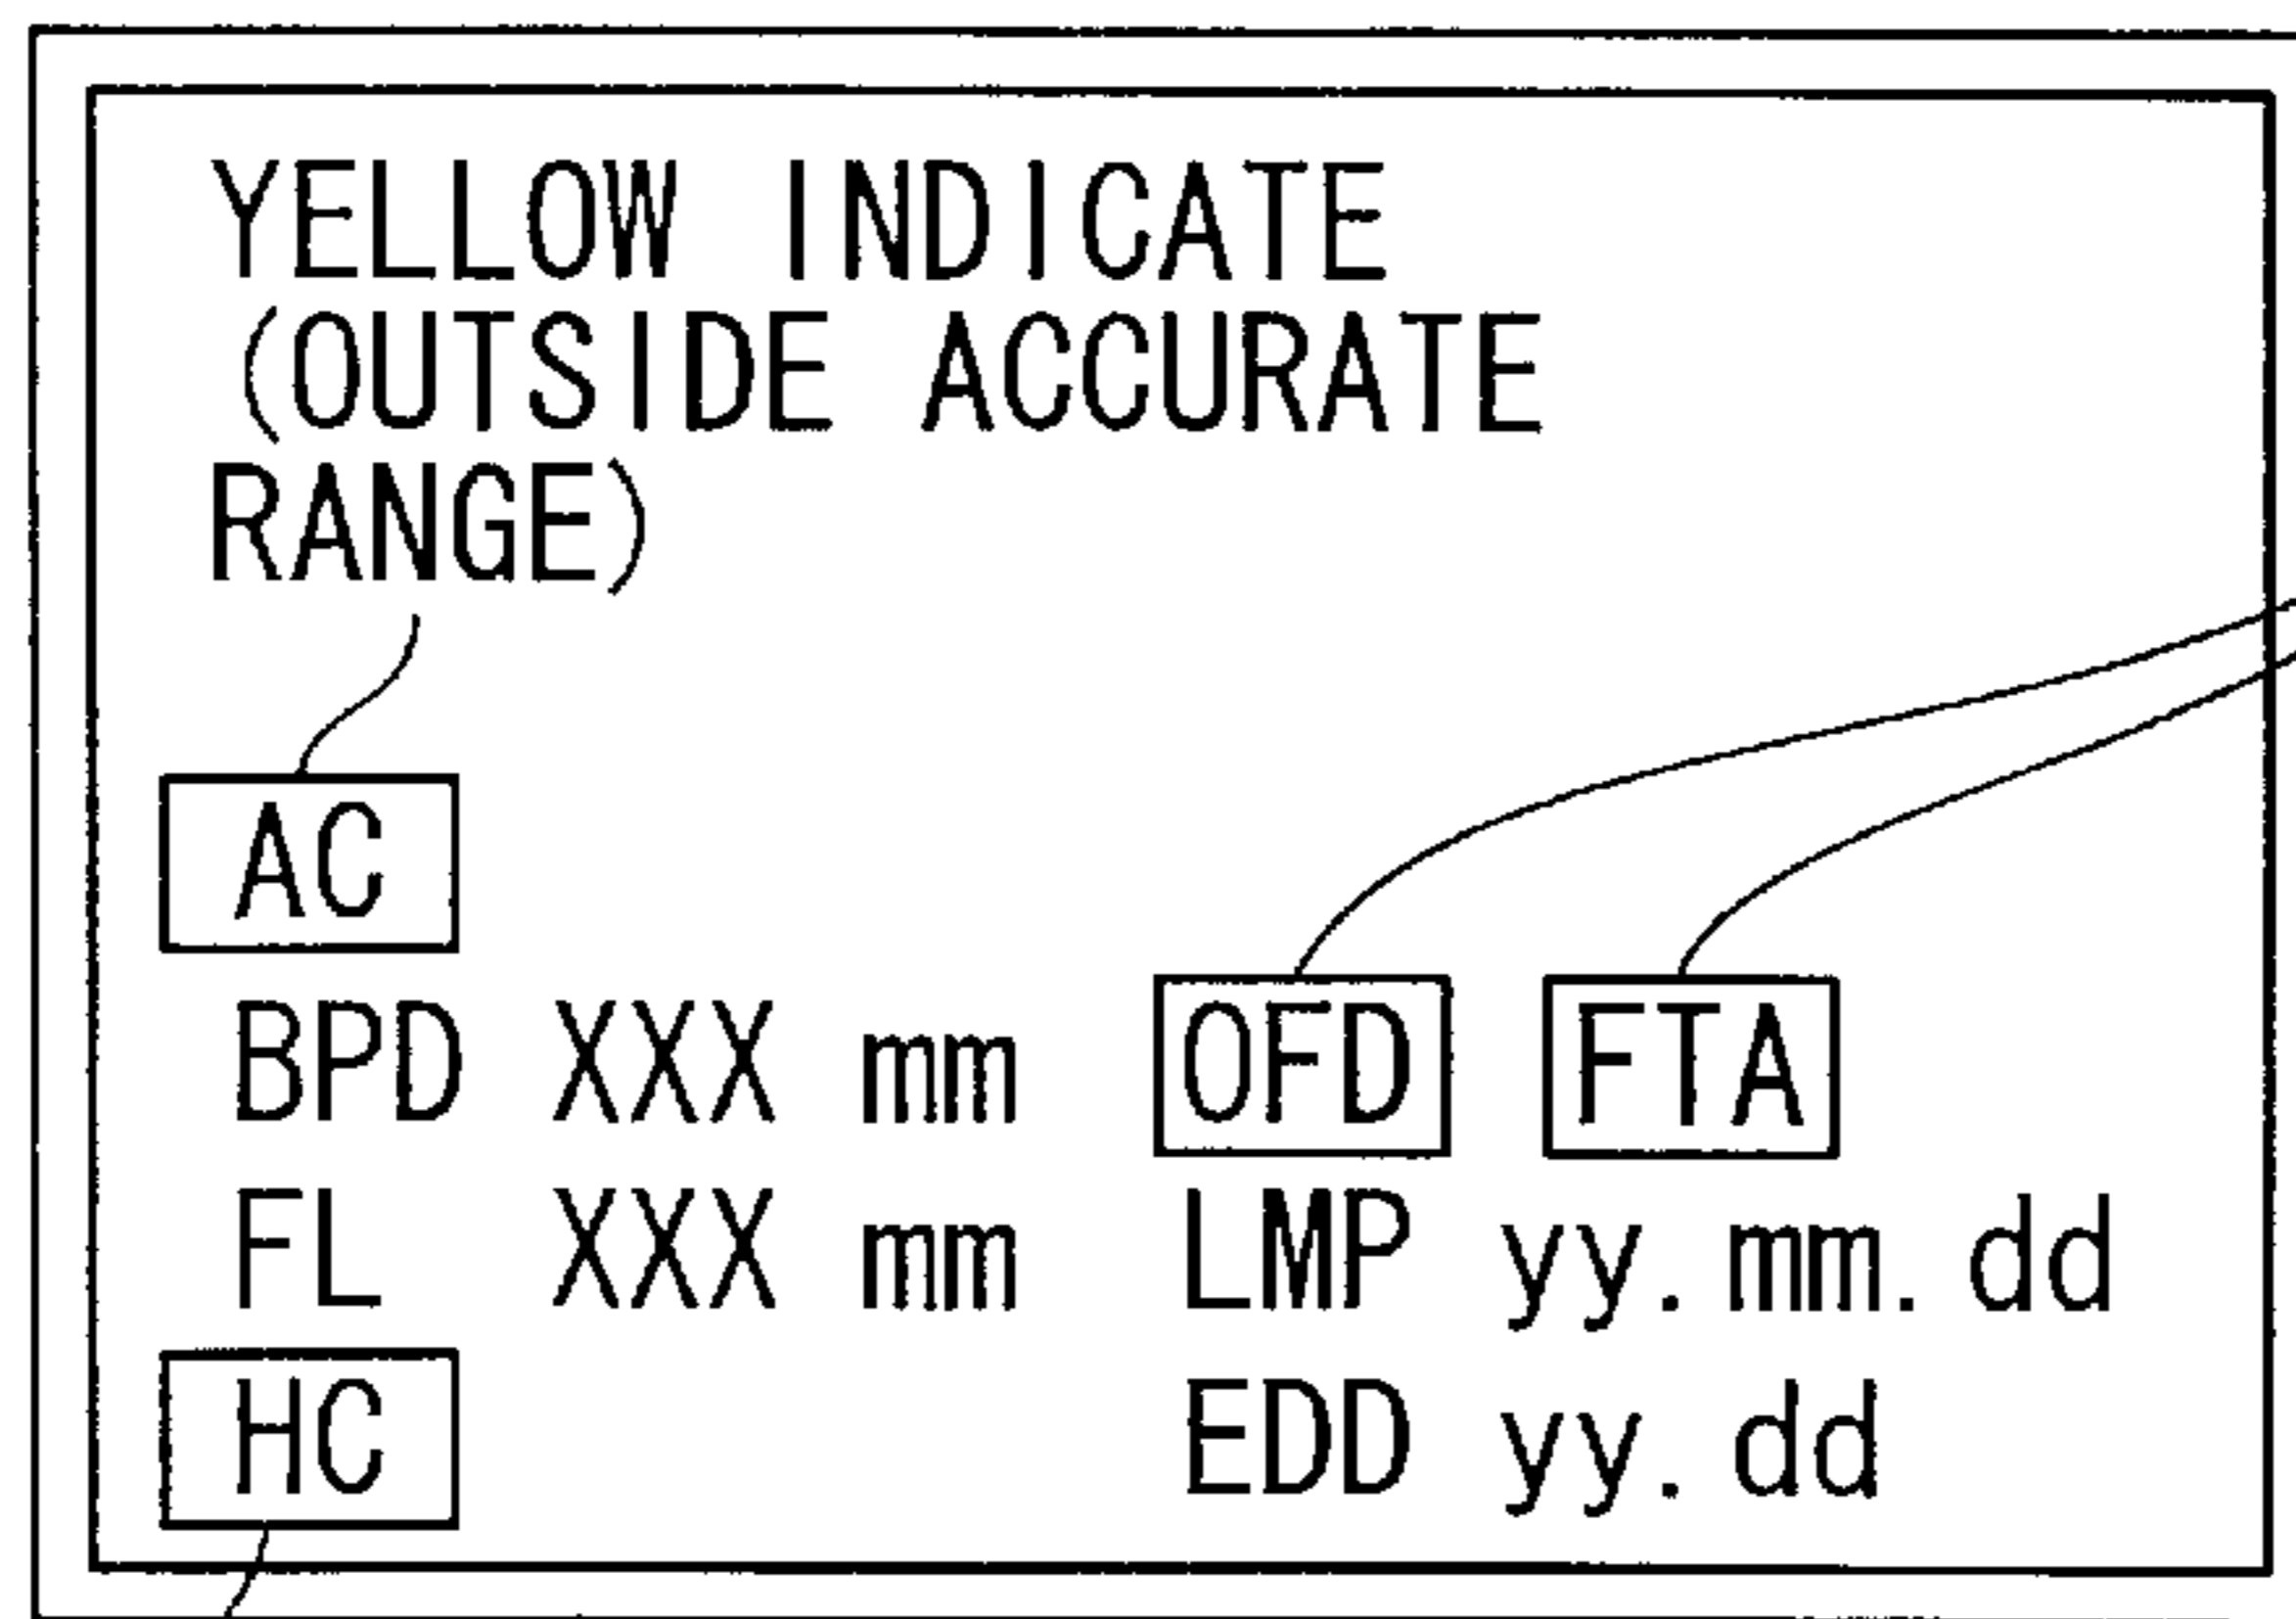 YELLOW INDICATE
(OUTSIDE ACCURATE
RANGE)
AC
BPD XXX mm OFD FTA
FL XXX mm LMP yy.mm.dd
HC EDD yy.dd